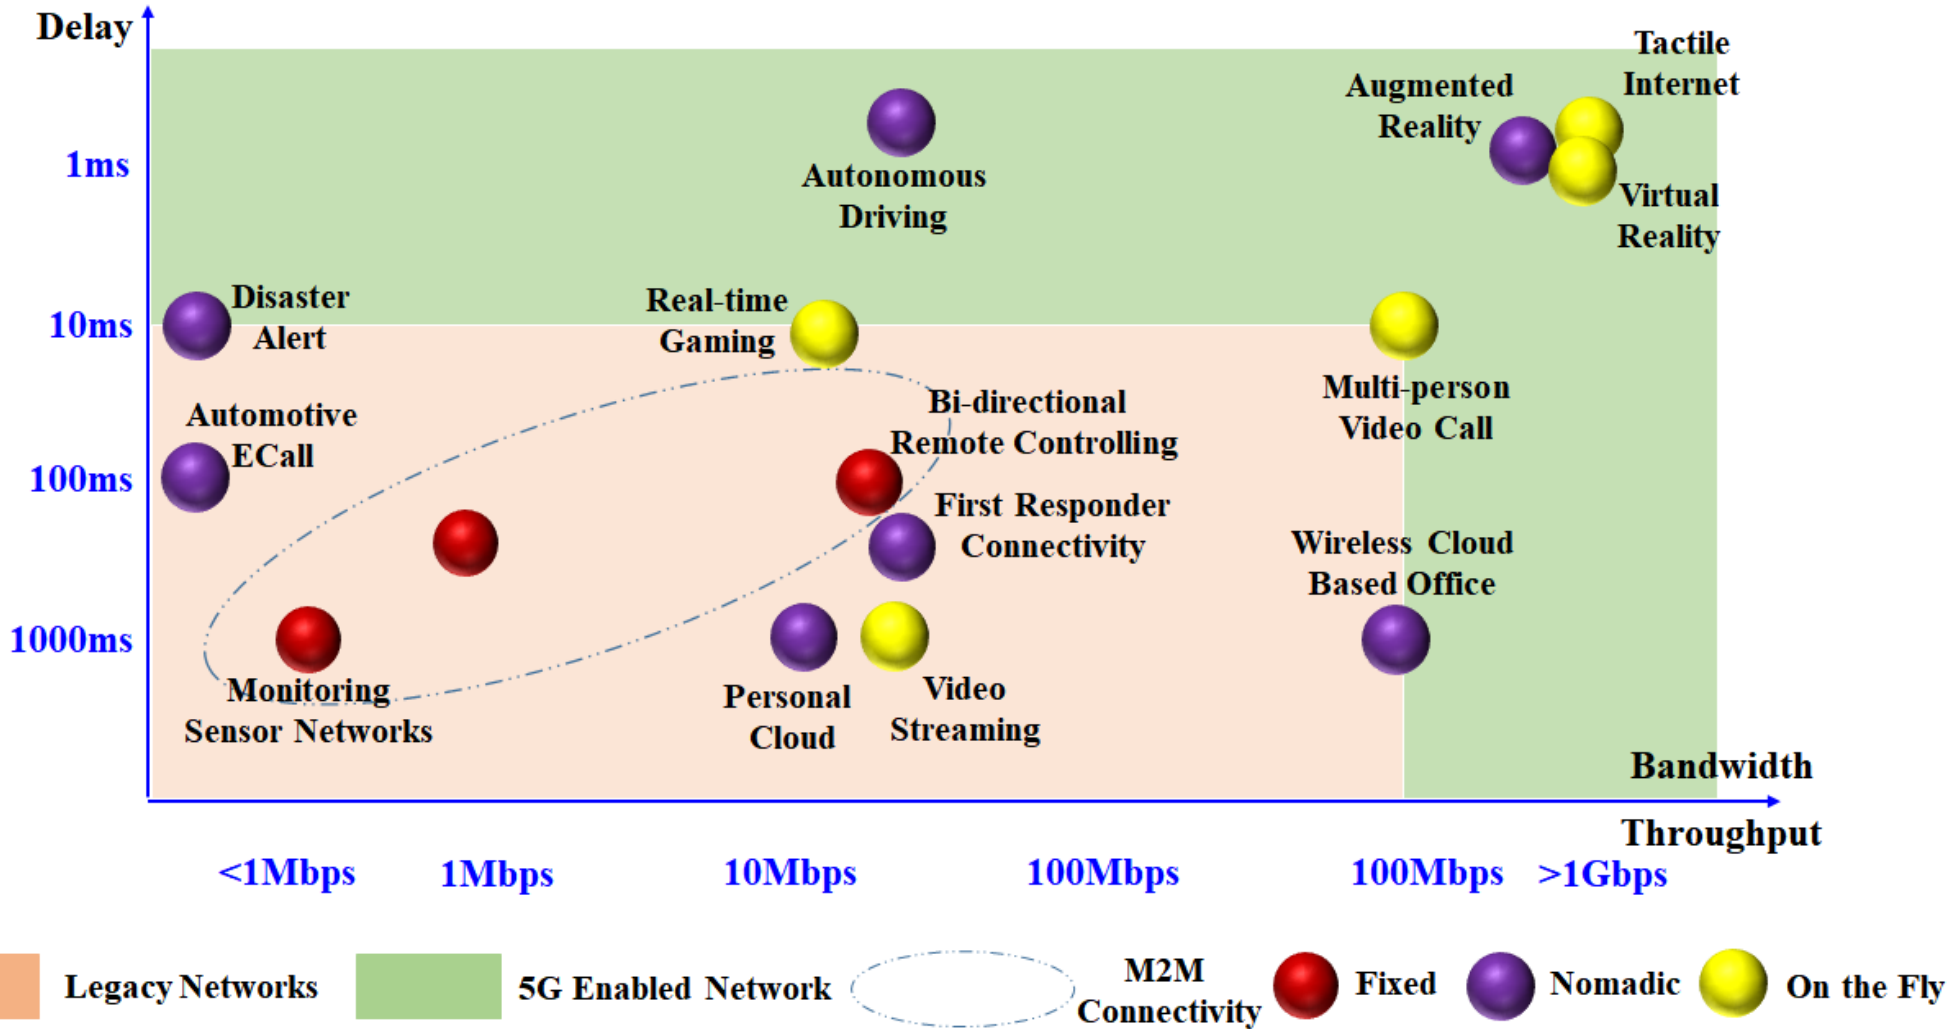 Delay
Tactile
Internet
Augmented
Reality
1ms
Autonomous
Driving
Virtual
Reality
Disaster
Alert
10ms
Real-time
Gaming
Multi-person
Video Call
Automotive
ECall
Bi-directional
Remote Controlling
100ms
First Responder
Connectivity
Wireless Cloud
Based Office
1000ms
Monitoring
Sensor Networks
Personal
Cloud
Video
Streaming
Bandwidth
Throughput
<1Mbps
1Mbps
10Mbps
100Mbps
100Mbps
>1Gbps
Legacy Networks
5G Enabled Network
M2M
Connectivity
Fixed
Nomadic
On the Fly